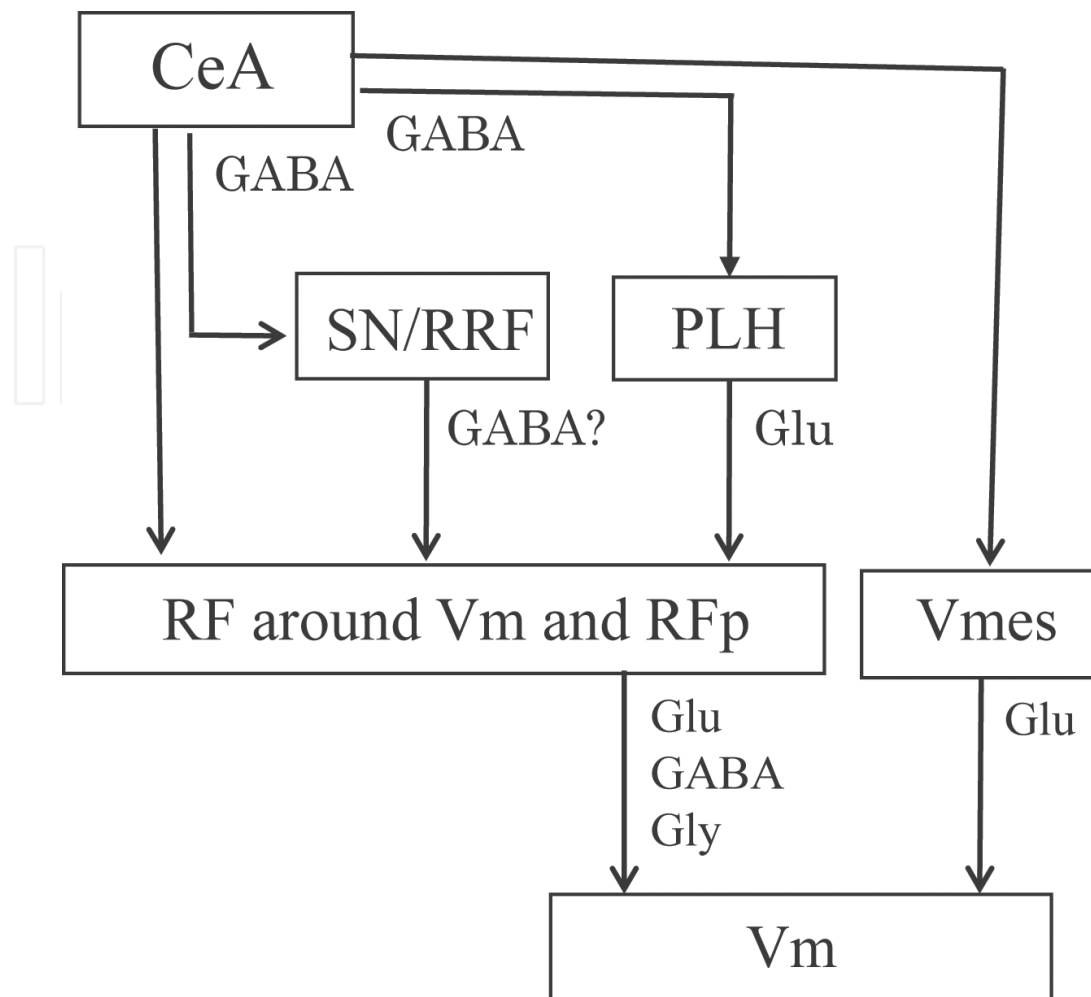 CeA
GABA
GABA
SN/RRF
PLH
GABA?
Glu
RF around Vm and RFp
Vmes
Glu
GABA
Gly
Glu
Vm